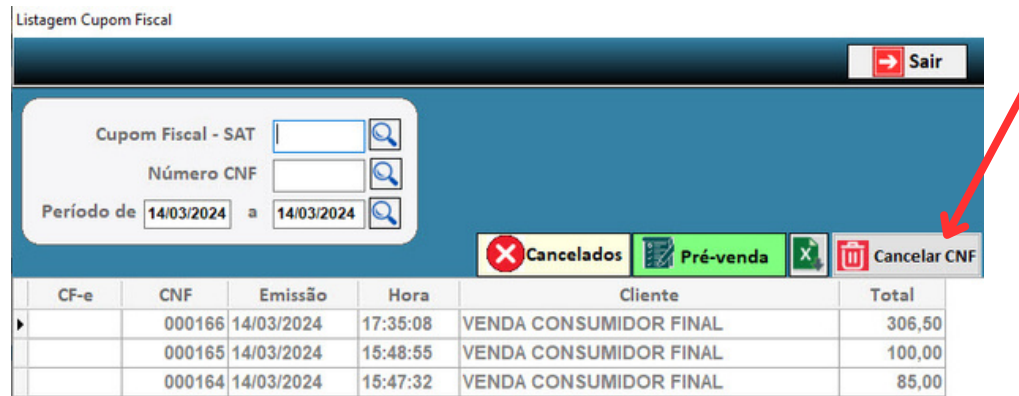 Listagem Cupom Fiscal
Sair
Cupom Fiscal - SAT
Número CNF
Período de 14/03/2024 a 14/03/2024
Cancelados Pré-venda Cancelar CNF
CF-e CNF Emissão Hora Cliente Total
000166 14/03/2024 17:35:08 VENDA CONSUMIDOR FINAL 306,50
000165 14/03/2024 15:48:55 VENDA CONSUMIDOR FINAL 100,00
000164 14/03/2024 15:47:32 VENDA CONSUMIDOR FINAL 85,00